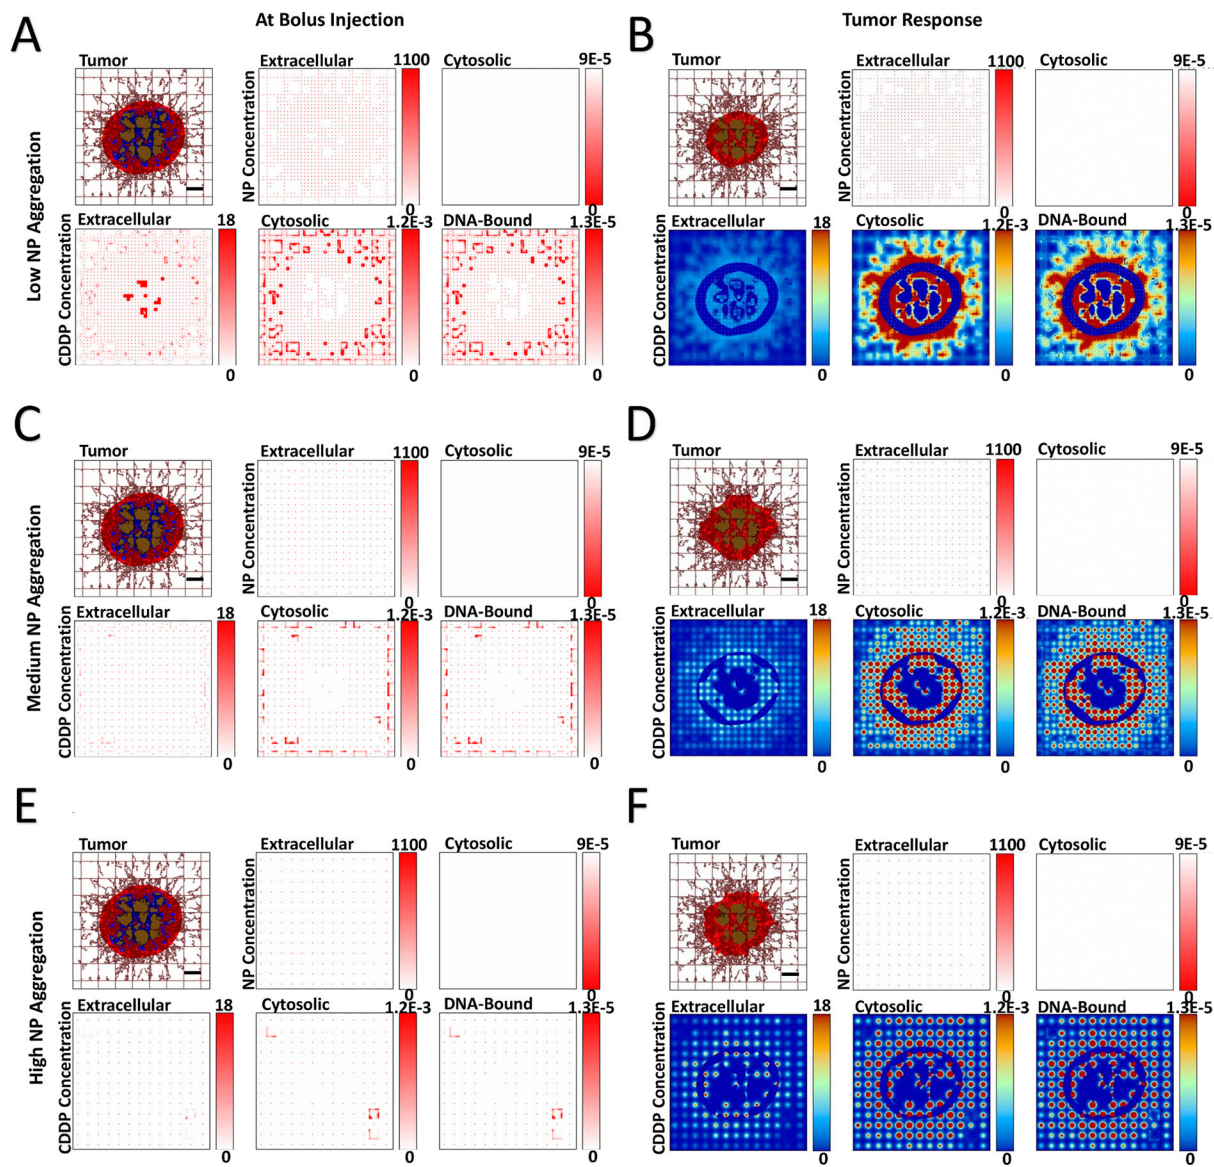 At Bolus Injection
Tumor Response
A
Low NP Aggregation
Tumor
Extracellular
NP Concentration
1100
0
Cytosolic
9E-5
0
CDDP Concentration
Extracellular
18
0
Cytosolic
1.2E-3
0
DNA-Bound
1.3E-5
0
B
Tumor
Extracellular
NP Concentration
1100
0
Cytosolic
9E-5
0
CDDP Concentration
Extracellular
18
0
Cytosolic
1.2E-3
0
DNA-Bound
1.3E-5
0
C
Medium NP Aggregation
Tumor
Extracellular
NP Concentration
1100
0
Cytosolic
9E-5
0
CDDP Concentration
Extracellular
18
0
Cytosolic
1.2E-3
0
DNA-Bound
1.3E-5
0
D
Tumor
Extracellular
NP Concentration
1100
0
Cytosolic
9E-5
0
CDDP Concentration
Extracellular
18
0
Cytosolic
1.2E-3
0
DNA-Bound
1.3E-5
0
E
High NP Aggregation
Tumor
Extracellular
NP Concentration
1100
0
Cytosolic
9E-5
0
CDDP Concentration
Extracellular
18
0
Cytosolic
1.2E-3
0
DNA-Bound
1.3E-5
0
F
Tumor
Extracellular
NP Concentration
1100
0
Cytosolic
9E-5
0
CDDP Concentration
Extracellular
18
0
Cytosolic
1.2E-3
0
DNA-Bound
1.3E-5
0